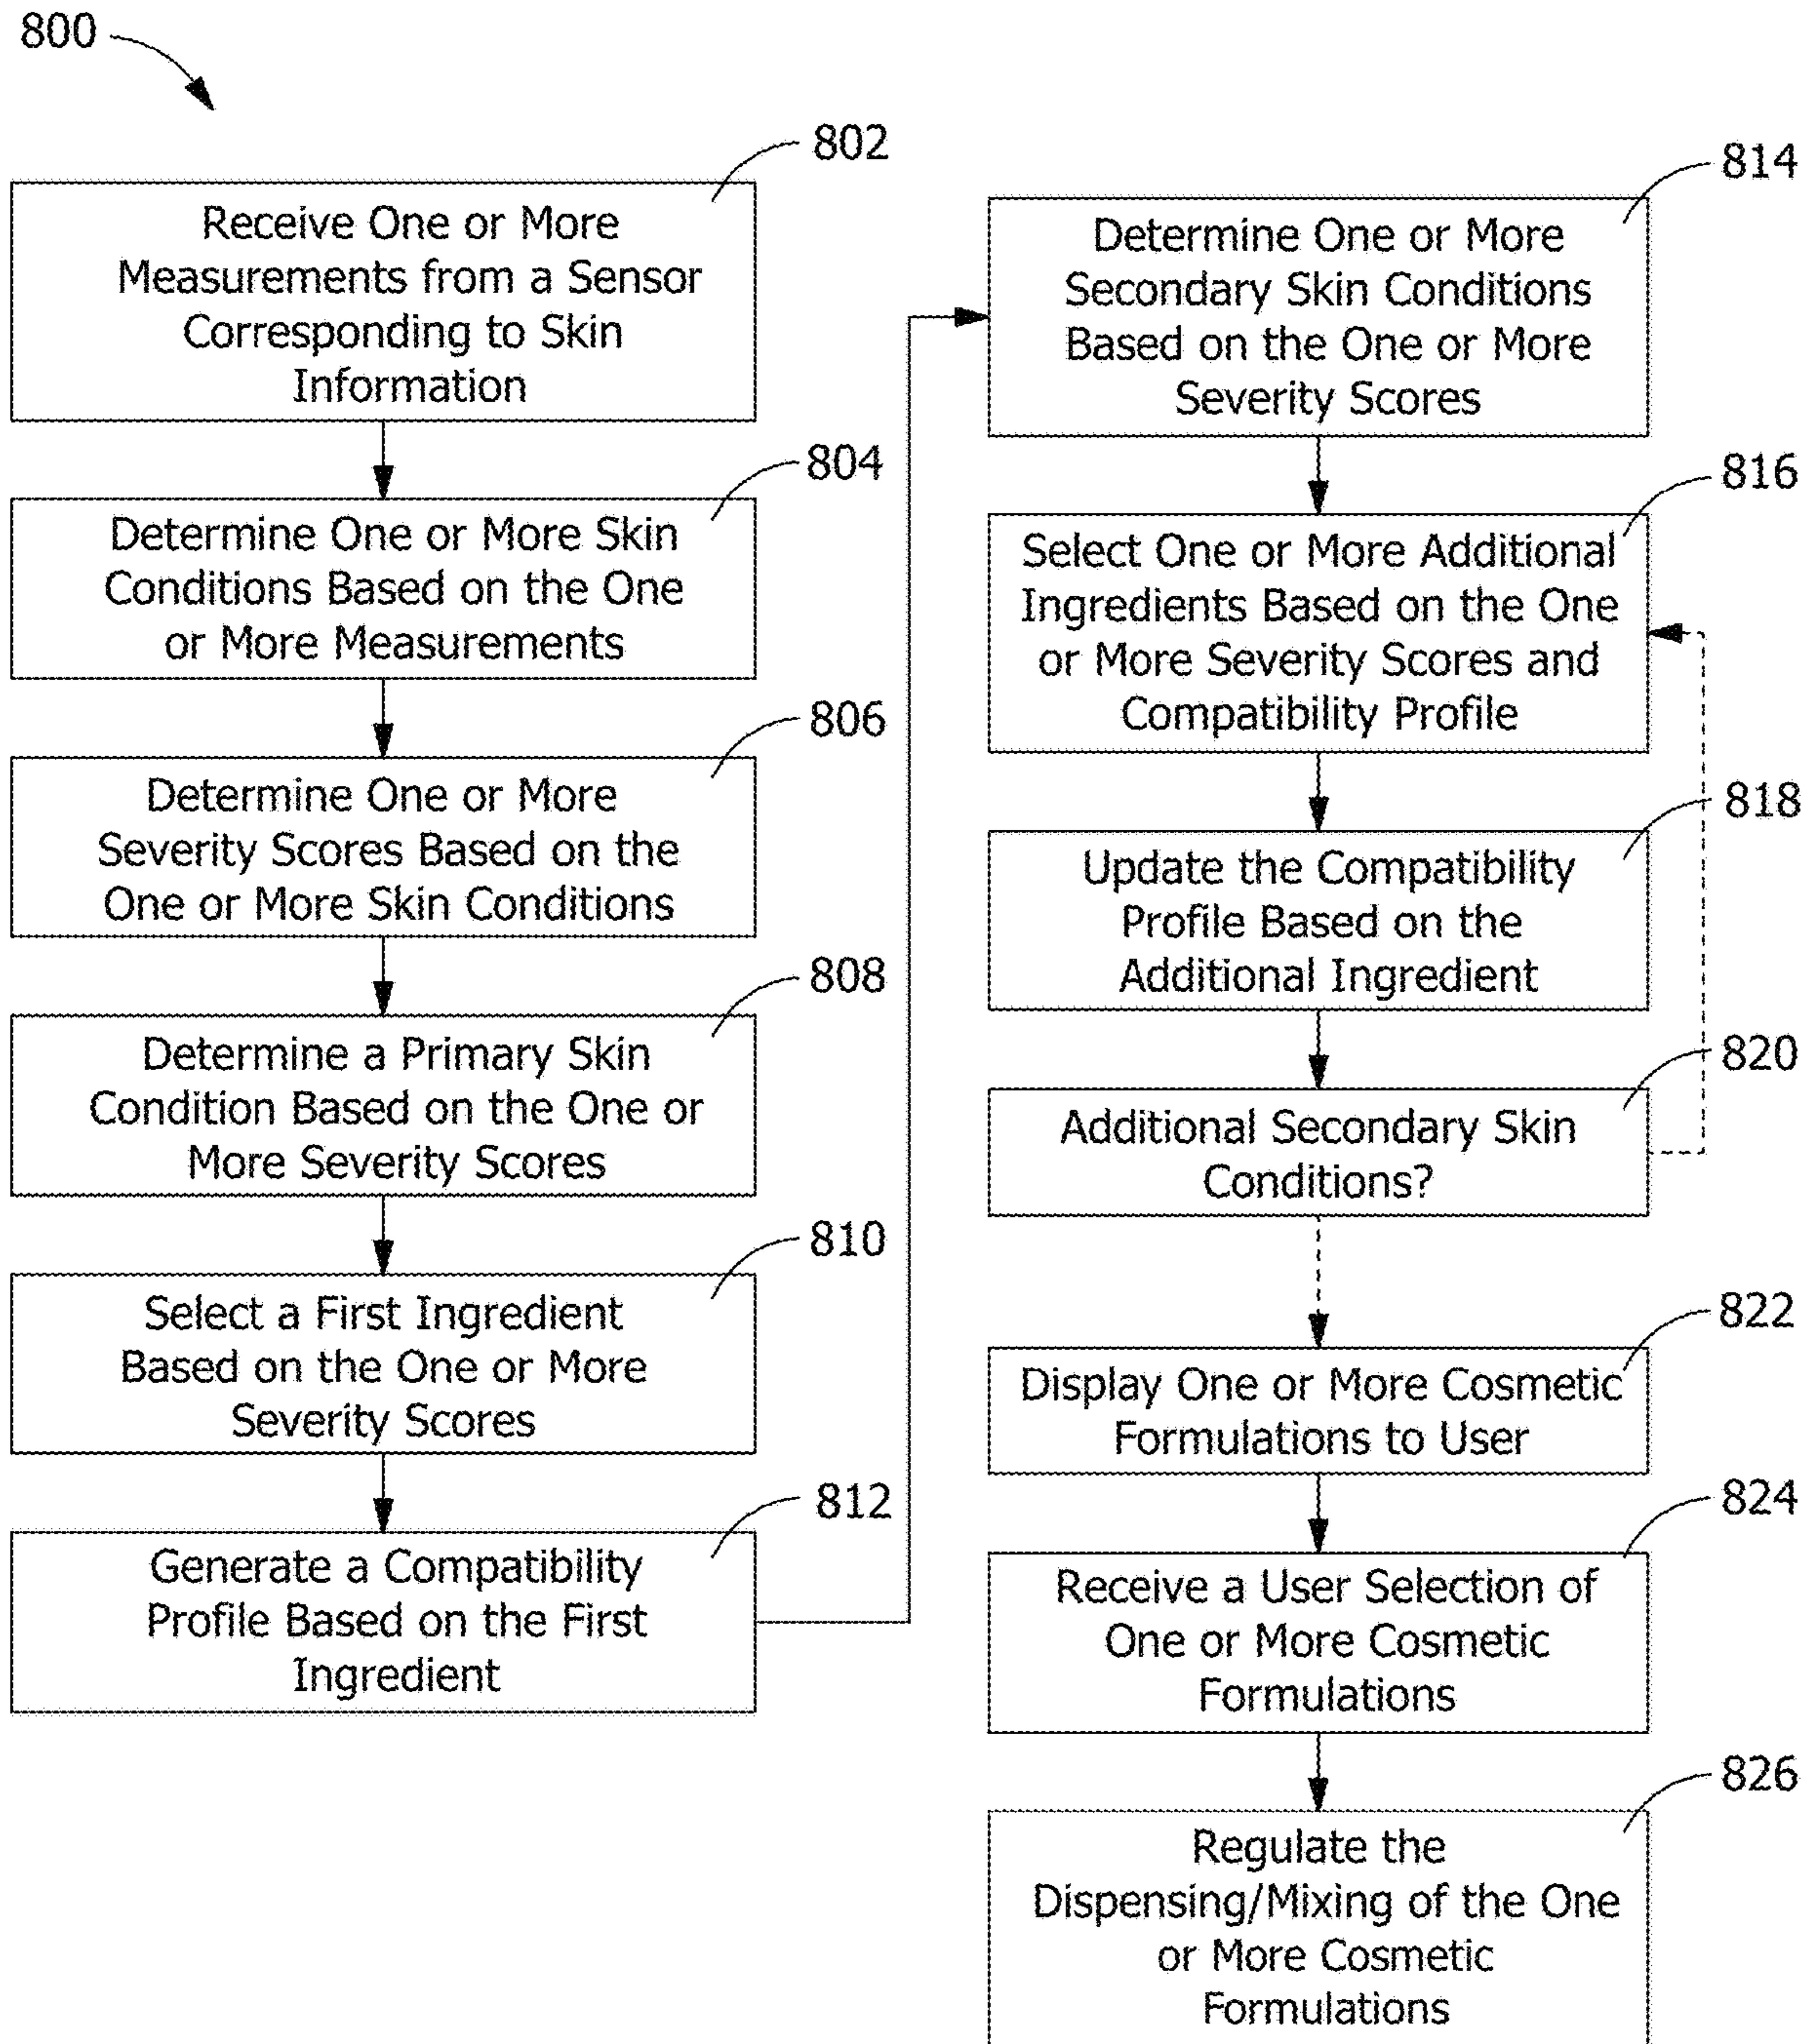 800
802
Receive One or More
Measurements from a Sensor
Corresponding to Skin
Information
804
Determine One or More Skin
Conditions Based on the One
or More Measurements
806
Determine One or More
Severity Scores Based on the
One or More Skin Conditions
808
Determine a Primary Skin
Condition Based on the One or
More Severity Scores
810
Select a First Ingredient
Based on the One or More
Severity Scores
812
Generate a Compatibility
Profile Based on the First
Ingredient
814
Determine One or More
Secondary Skin Conditions
Based on the One or More
Severity Scores
816
Select One or More Additional
Ingredients Based on the One
or More Severity Scores and
Compatibility Profile
818
Update the Compatibility
Profile Based on the
Additional Ingredient
820
Additional Secondary Skin
Conditions?
822
Display One or More Cosmetic
Formulations to User
824
Receive a User Selection of
One or More Cosmetic
Formulations
826
Regulate the
Dispensing/Mixing of the One
or More Cosmetic
Formulations